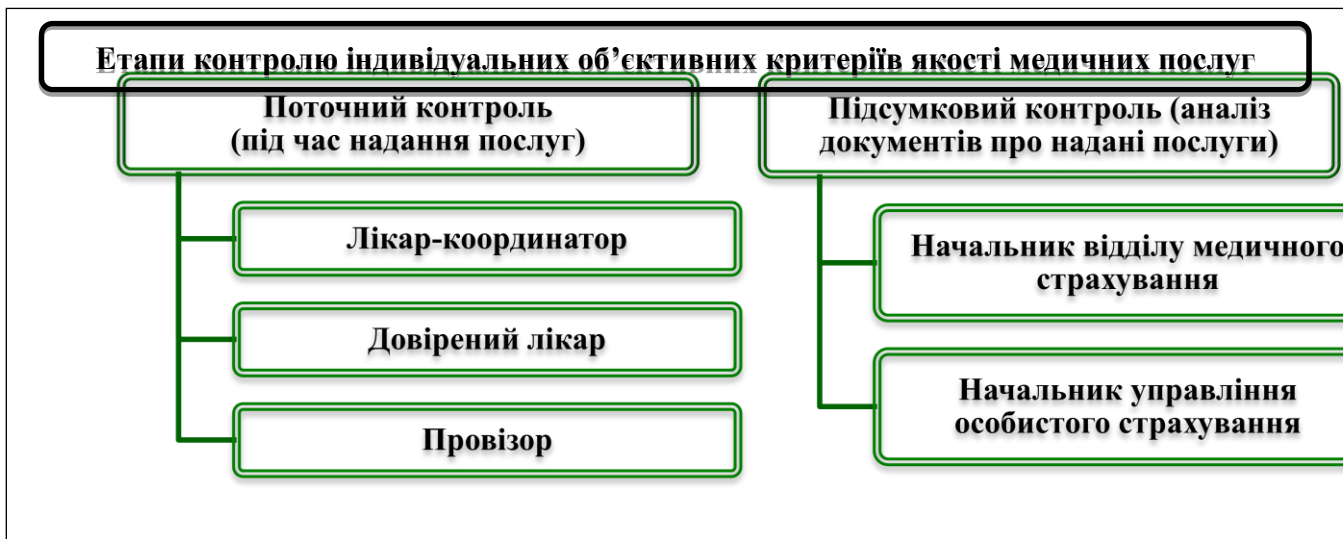 Етапи контролю індивідуальних об’єктивних критеріїв якості медичних послуг
Поточний контроль
(під час надання послуг)
Лікар-координатор
Довірений лікар
Провізор
Підсумковий контроль (аналіз
документів про надані послуги)
Начальник відділу медичного
страхування
Начальник управління
особистого страхування